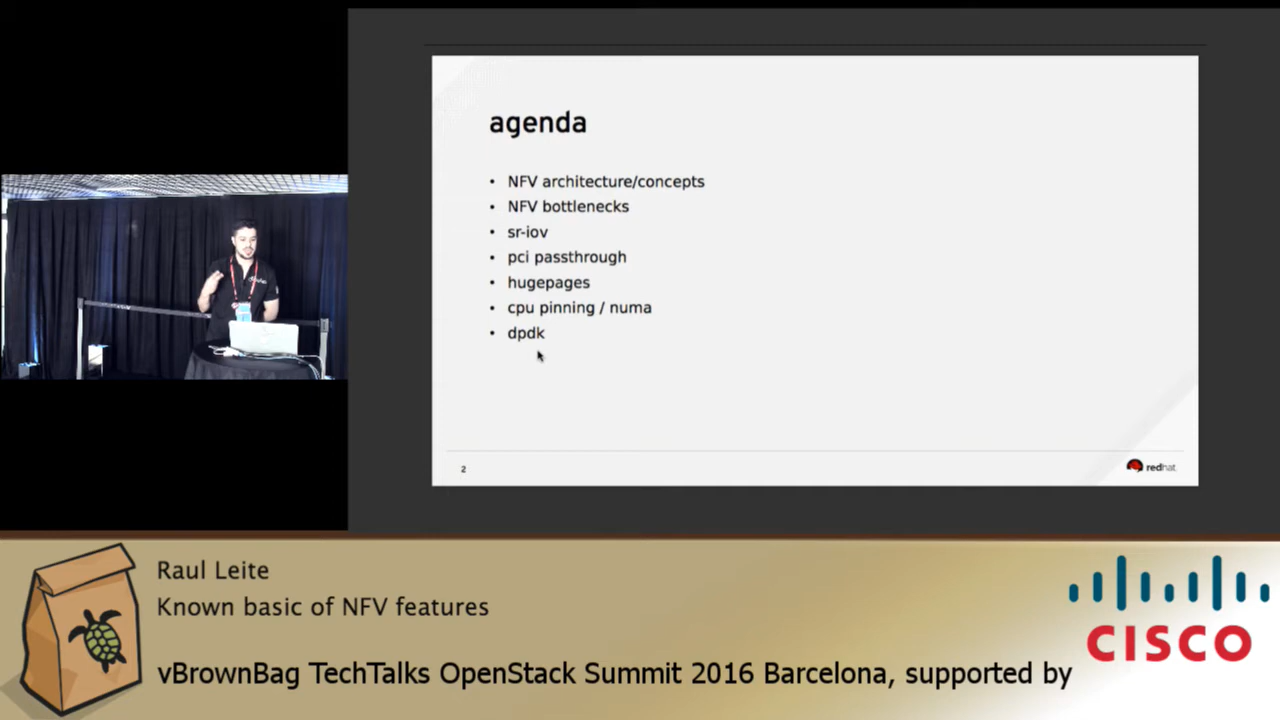 agenda
• NFV architecture/concepts
• NFV bottlenecks
• sr-iov
• pci passthrough
• hugepages
• cpu pinning / numa
• dpdk
2
redhat
Raul Leite
Known basic of NFV features
vBrownBag TechTalks OpenStack Summit 2016 Barcelona, supported by
CISCO